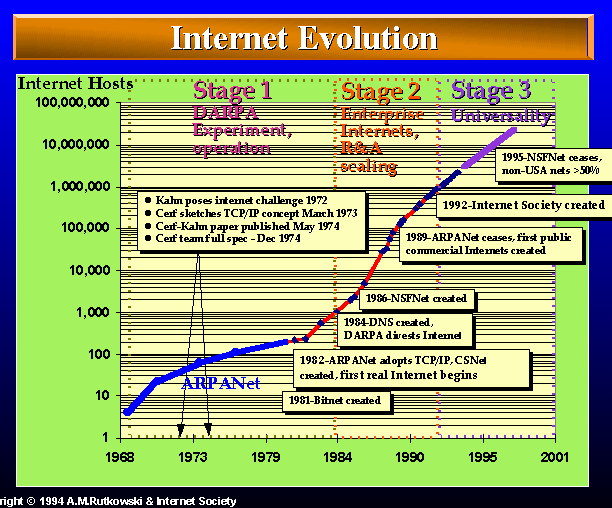 Internet Evolution
Internet Hosts
Stage 1
DARPA
Experiment,
operation
Stage 2
Enterprise
Internets,
R&A
scaling
Stage 3
Universality
100,000,000
10,000,000
1,000,000
100,000
10,000
1,000
100
10
1
1995-NSFNet ceases,
non-USA nets >50%
1992-Internet Society created
• Kahn poses internet challenge 1972
• Cerf sketches TCP/IP concept March 1973
• Cerf-Kahn paper published May 1974
• Cerf team full spec - Dec 1974
1989-ARPANet ceases, first public
commercial Internets created
1986-NSFNet created
1984-DNS created,
DARPA divests Internet
1982-ARPANet adopts TCP/IP, CSNet
created, first real Internet begins
ARPANet
1981-Bitnet created
1968
1973
1979
1984
1990
1995
2001
right © 1994 A.M.Rutkowski & Internet Society